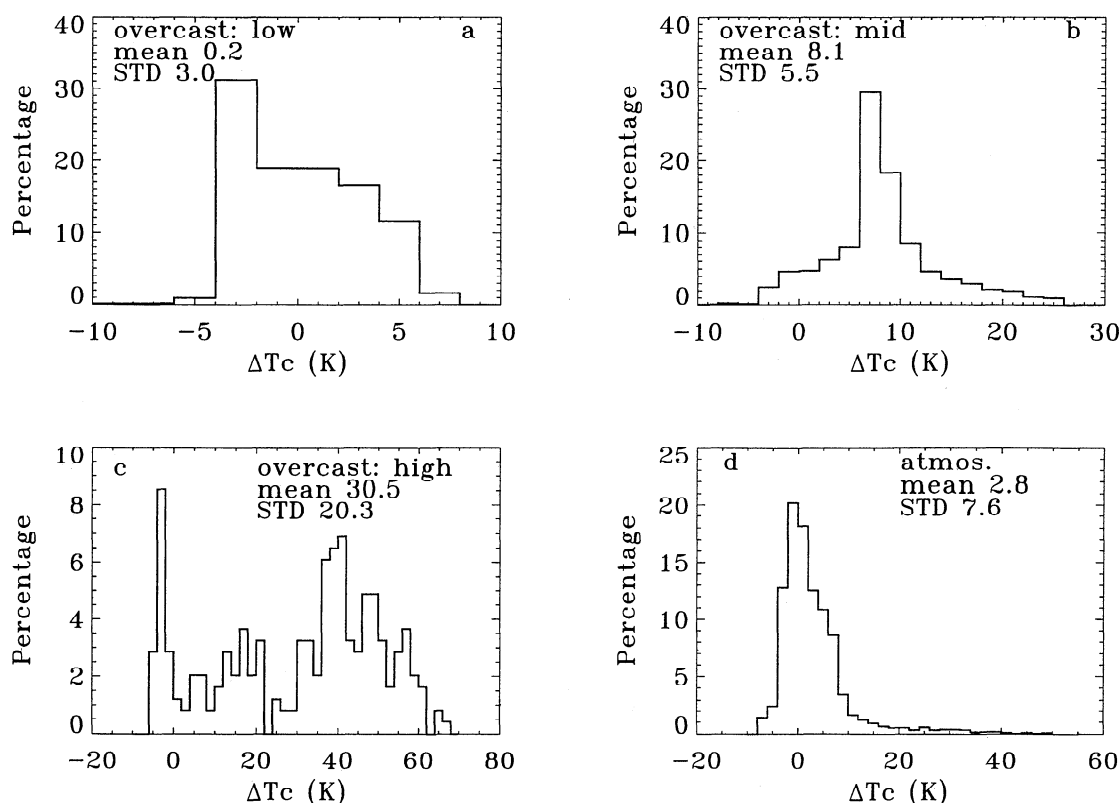 40
30
20
10
0
Percentage
overcast: low
mean 0.2
STD 3.0
a
−10 −5 0 5 10
ΔTc (K)
40
30
20
10
0
Percentage
overcast: mid
mean 8.1
STD 5.5
b
−10 0 10 20 30
ΔTc (K)
10
8
6
4
2
0
Percentage
c
overcast: high
mean 30.5
STD 20.3
−20 0 20 40 60 80
ΔTc (K)
25
20
15
10
5
0
Percentage
d
atmos.
mean 2.8
STD 7.6
−20 0 20 40 60
ΔTc (K)